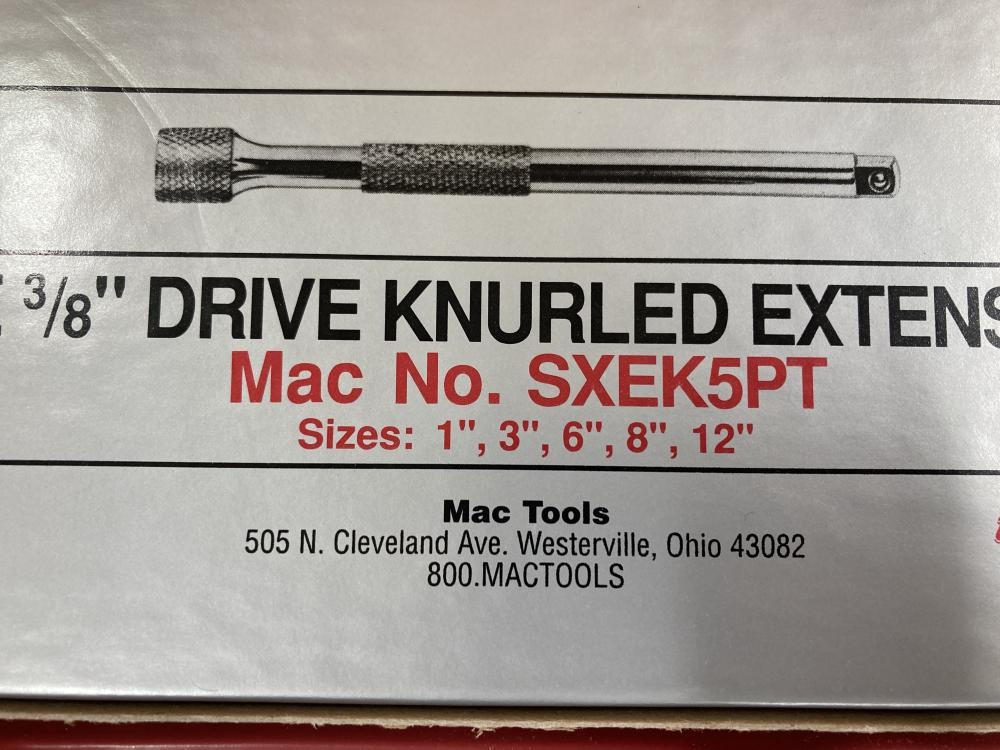 3/8" DRIVE KNURLED EXTENS
Mac No. SXEK5PT
Sizes: 1", 3", 6", 8", 12"
Mac Tools
505 N. Cleveland Ave. Westerville, Ohio 43082
800.MACTOOLS